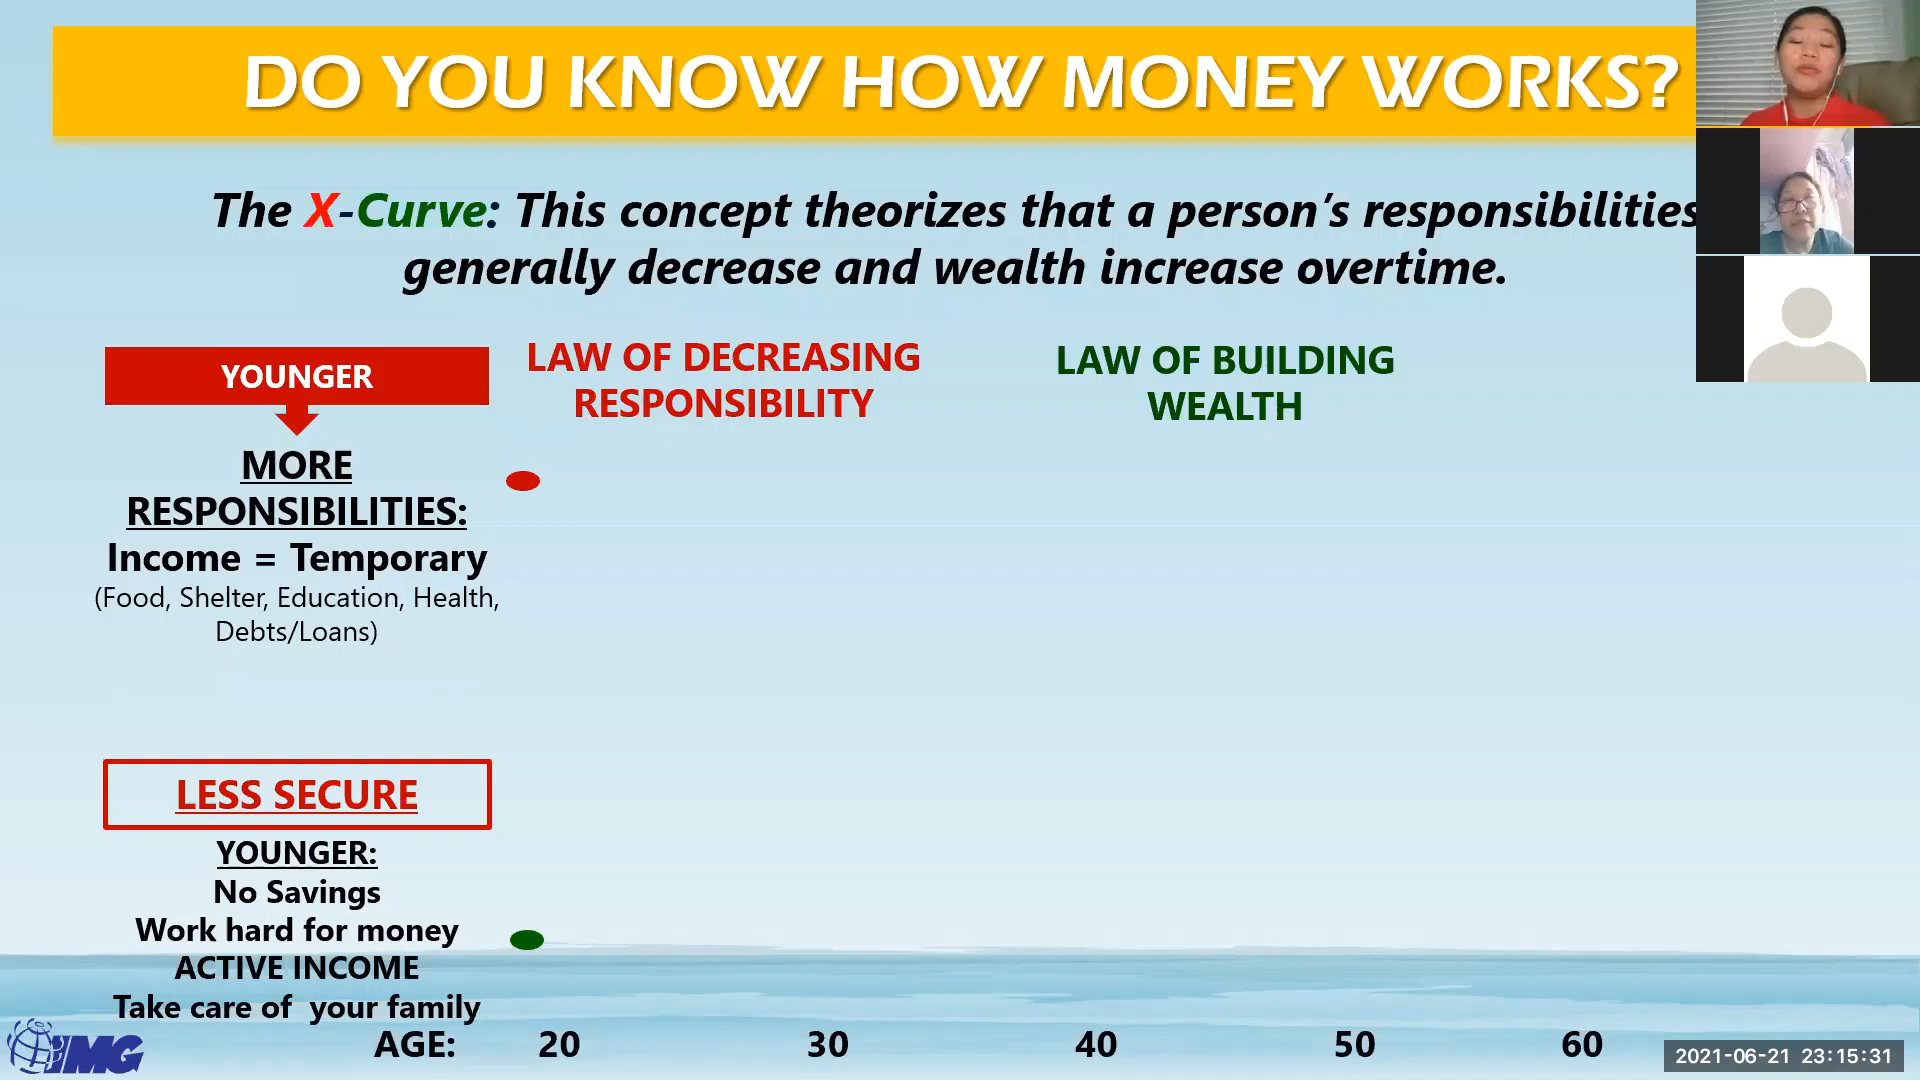 DO YOU KNOW HOW MONEY WORKS?
The X-Curve: This concept theorizes that a person's responsibilities
generally decrease and wealth increase overtime.
YOUNGER
LAW OF DECREASING
RESPONSIBILITY
LAW OF BUILDING
WEALTH
MORE
RESPONSIBILITIES:
Income = Temporary
(Food, Shelter, Education, Health,
Debts/Loans)
LESS SECURE
YOUNGER:
No Savings
Work hard for money
ACTIVE INCOME
Take care of your family
IMG
AGE: 20 30 40 50 60
2021-06-21 23:15:31